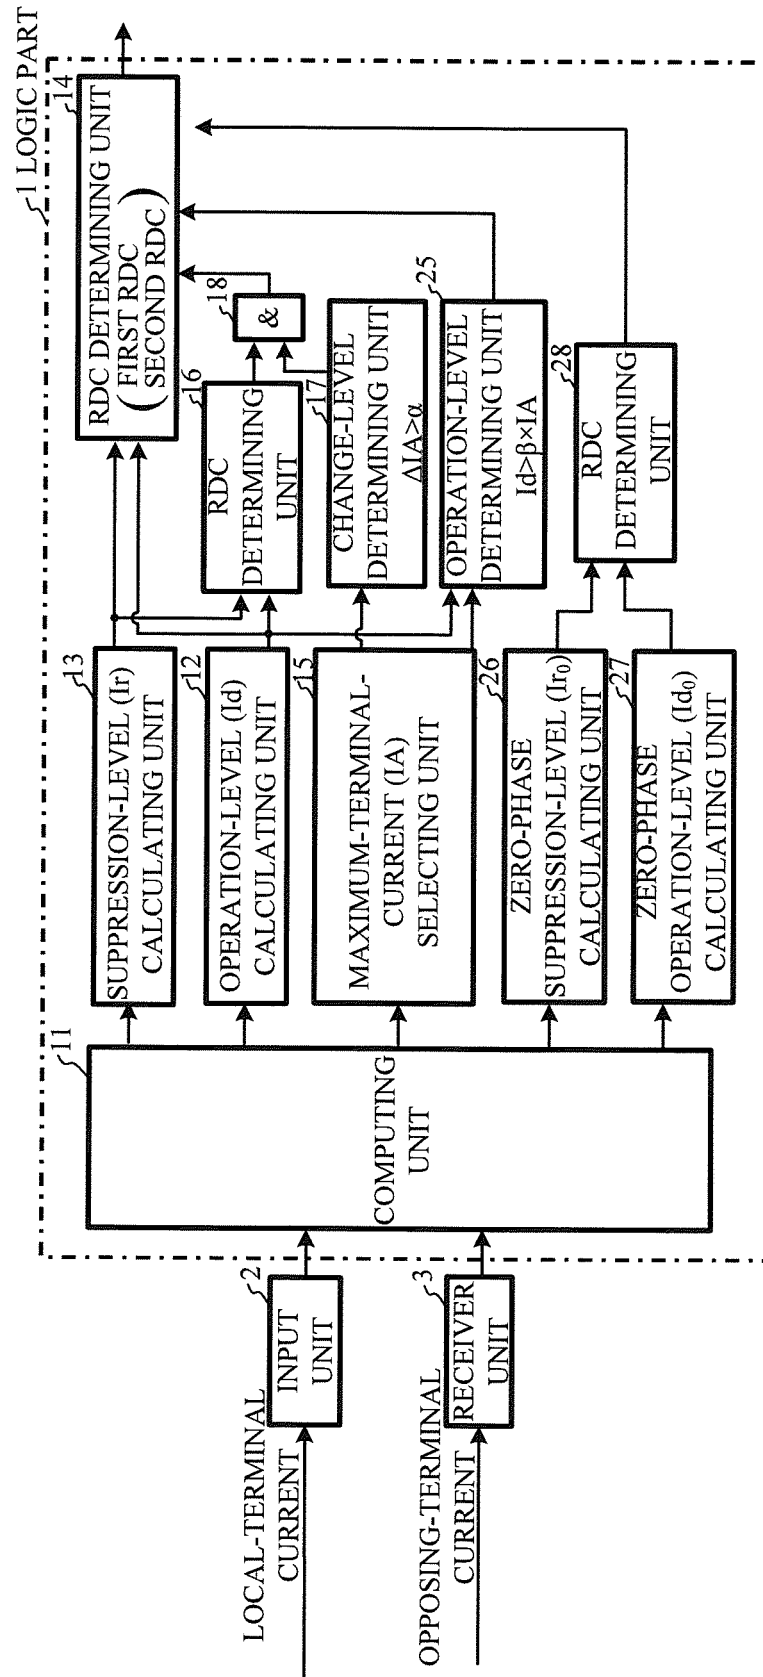 1 LOGIC PART
LOCAL-TERMINAL
CURRENT
2
INPUT
UNIT
OPPOSING-TERMINAL
CURRENT
3
RECEIVER
UNIT
11
COMPUTING
UNIT
13
SUPPRESSION-LEVEL (Ir)
CALCULATING UNIT
12
OPERATION-LEVEL (Id)
CALCULATING UNIT
15
MAXIMUM-TERMINAL-
CURRENT (IA)
SELECTING UNIT
26
ZERO-PHASE
SUPPRESSION-LEVEL (Ir₀)
CALCULATING UNIT
27
ZERO-PHASE
OPERATION-LEVEL (Id₀)
CALCULATING UNIT
16
RDC
DETERMINING
UNIT
17
CHANGE-LEVEL
DETERMINING UNIT
ΔIA>α
18
&
25
OPERATION-LEVEL
DETERMINING UNIT
Id>β×IA
28
RDC
DETERMINING
UNIT
14
RDC DETERMINING UNIT
(FIRST RDC
SECOND RDC)